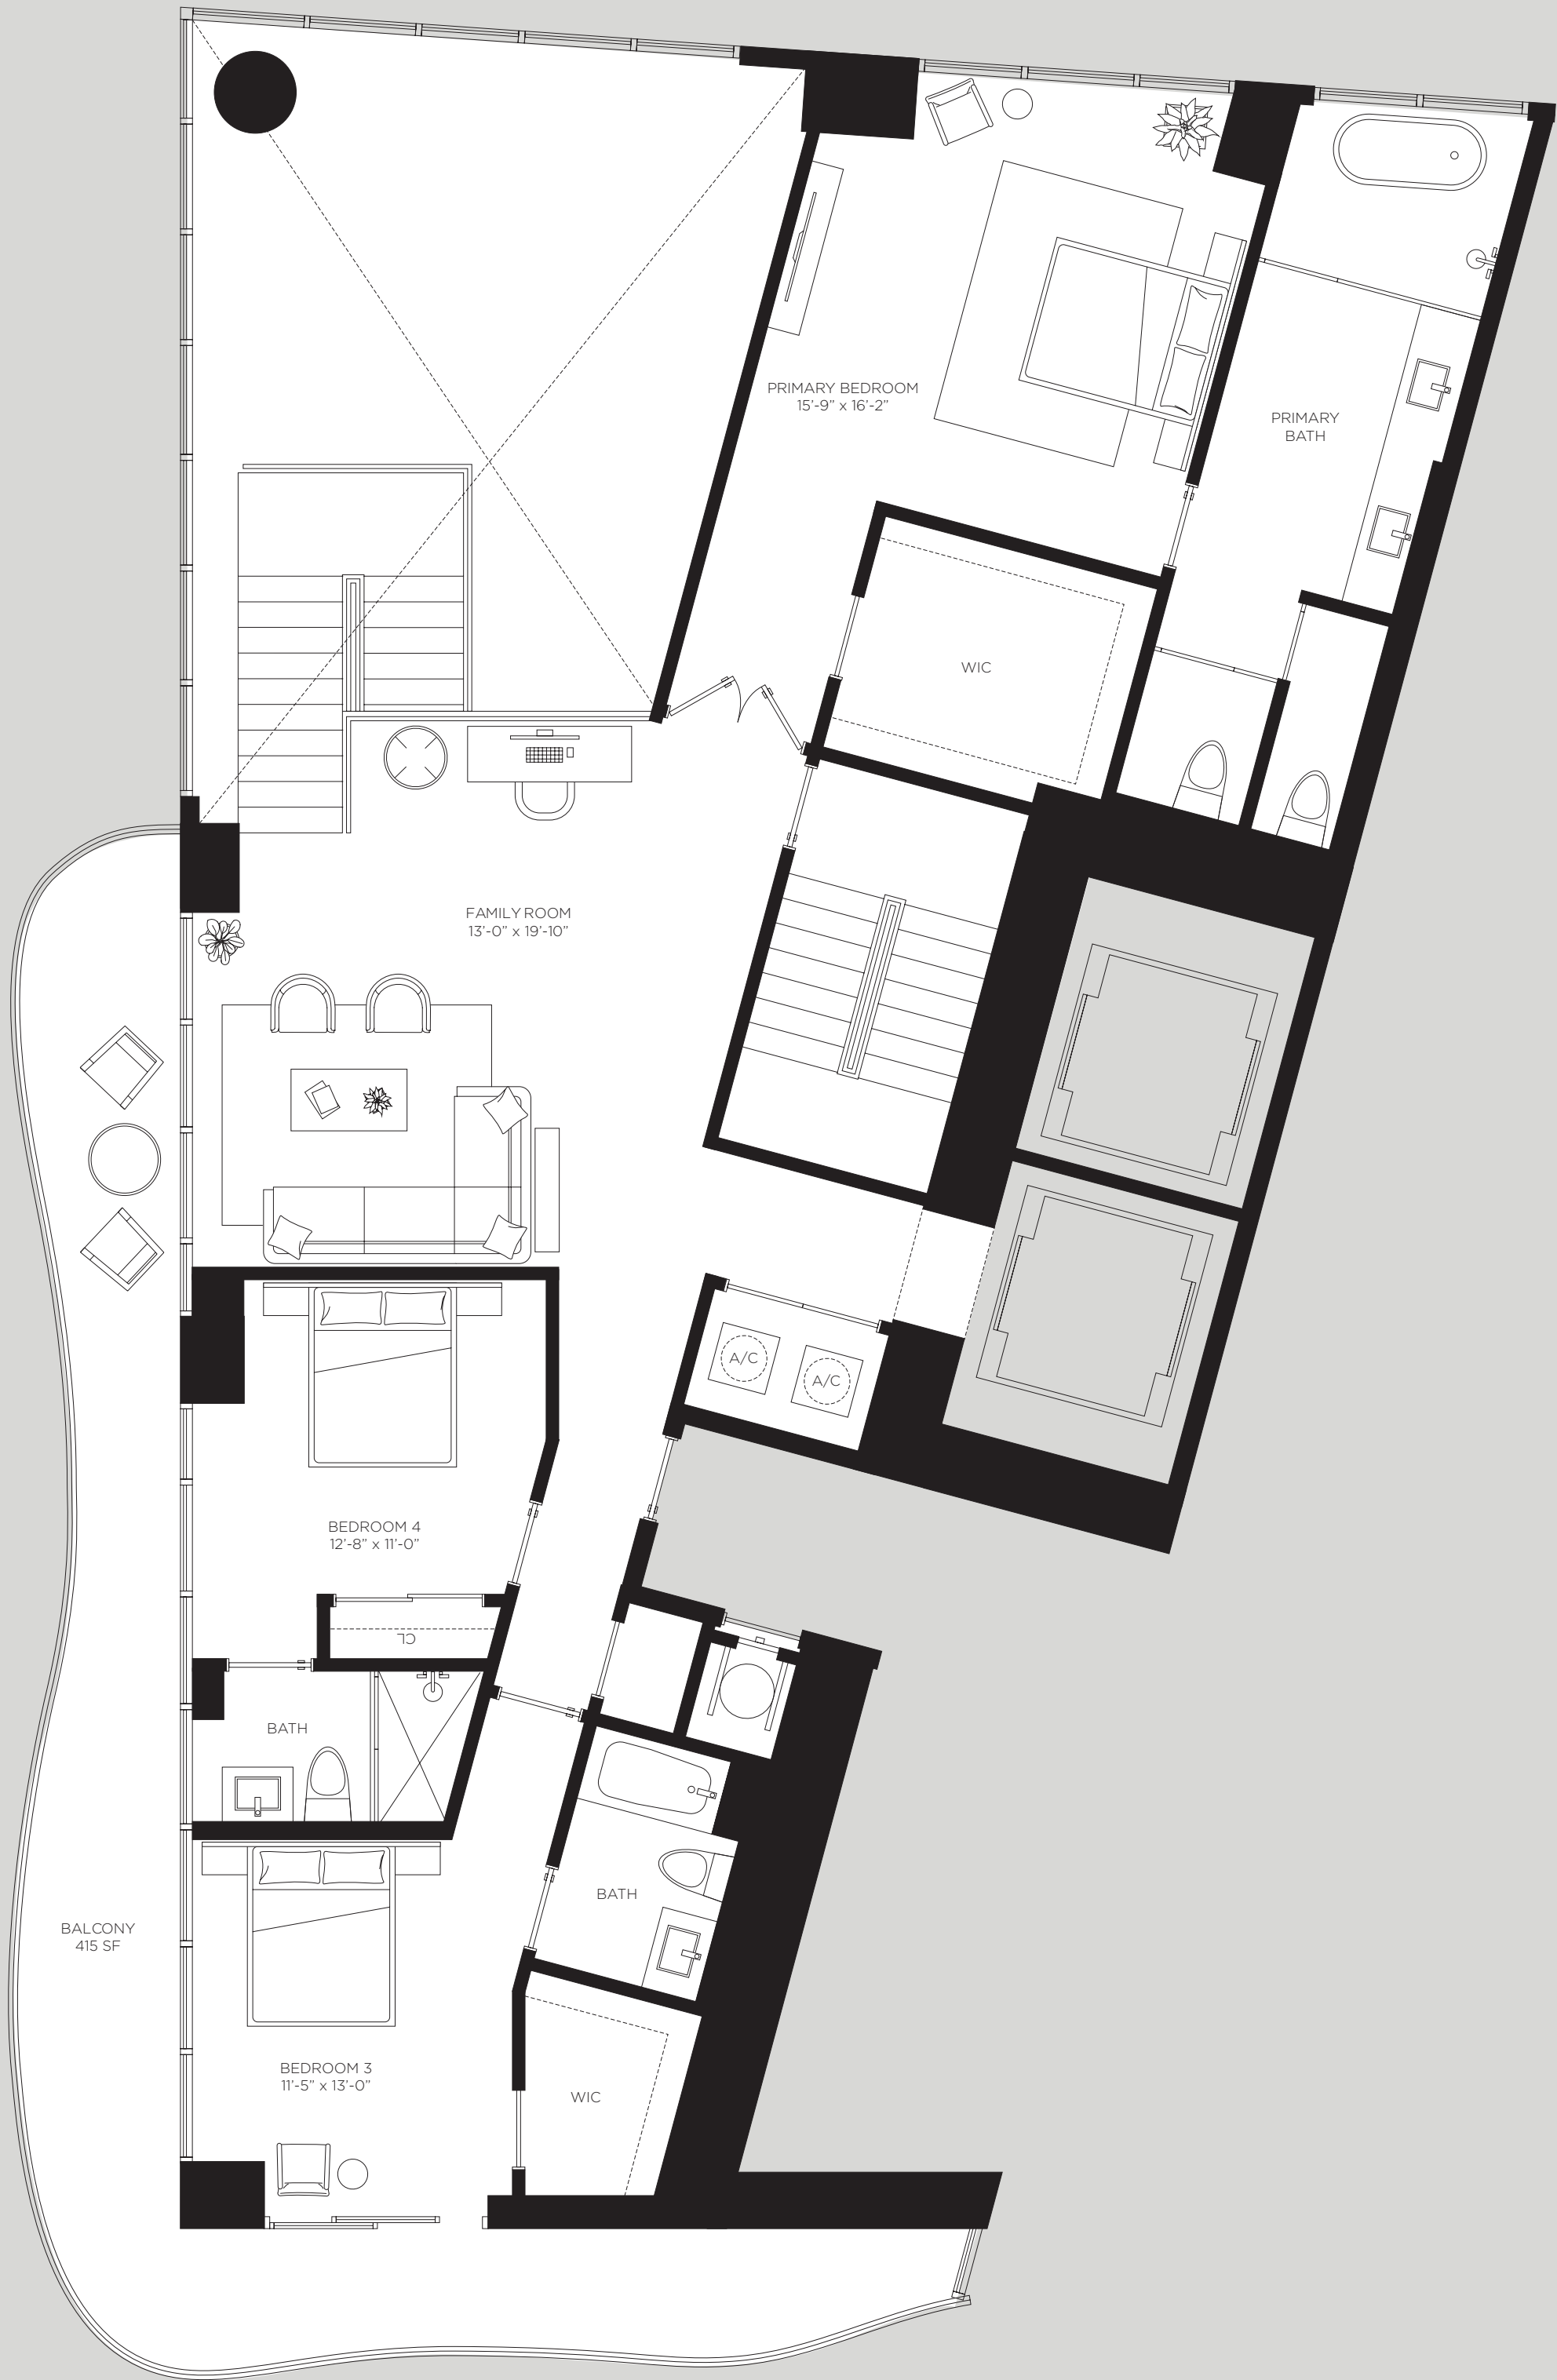 PRIMARY BEDROOM
15'-9” x 16'-2”
PRIMARY
BATH
WIC
FAMILY ROOM
13'-0” x 19'-10”
A/C
A/C
BEDROOM 4
12'-8” x 11'-0”
CL
BATH
BATH
BALCONY
415 SF
BEDROOM 3
11'-5” x 13'-0”
WIC